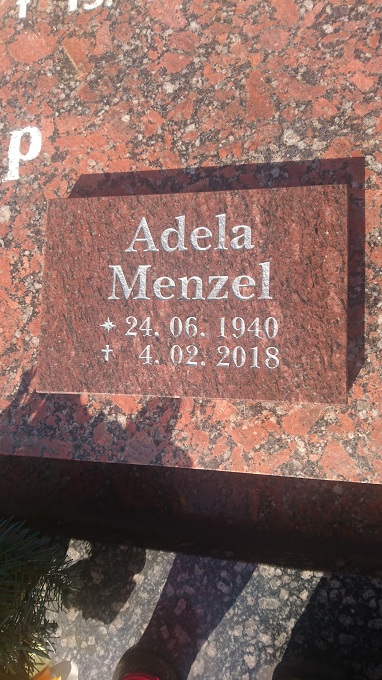 p
Adela
Menzel
* 24. 06. 1940
† 4. 02. 2018